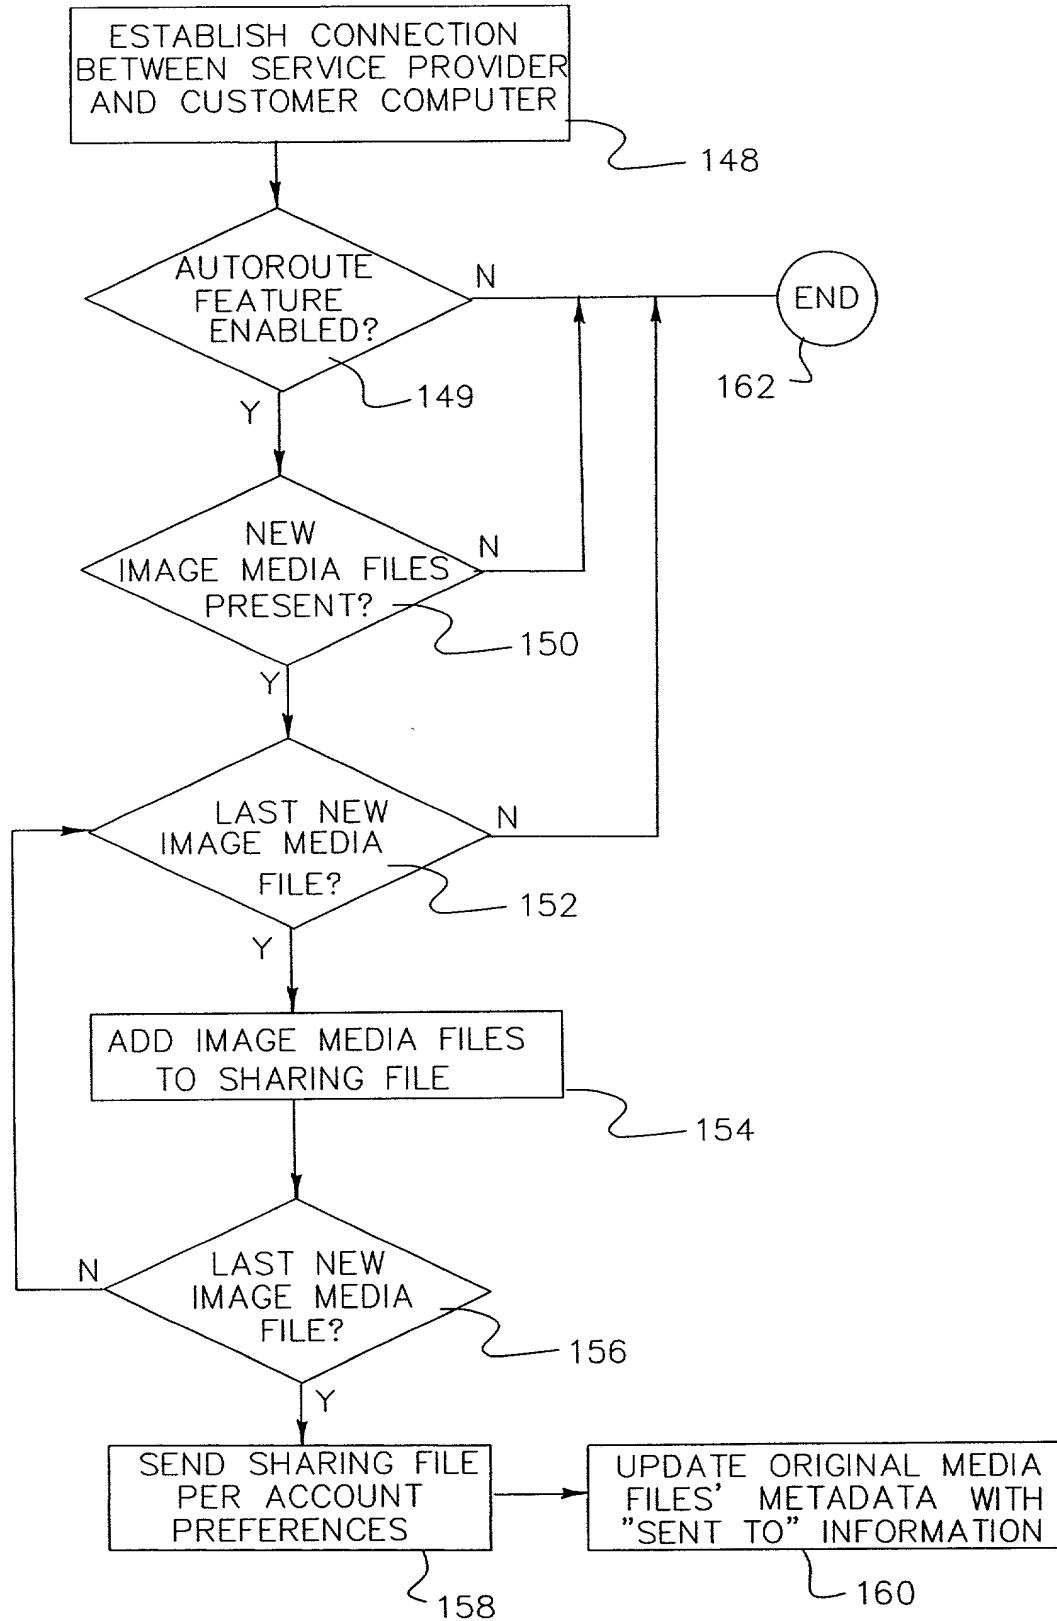 ESTABLISH CONNECTION
BETWEEN SERVICE PROVIDER
AND CUSTOMER COMPUTER
148
AUTOROUTE
FEATURE
ENABLED?
N
END
149
162
Y
NEW
IMAGE MEDIA FILES
PRESENT?
N
150
Y
LAST NEW
IMAGE MEDIA
FILE?
N
152
Y
ADD IMAGE MEDIA FILES
TO SHARING FILE
154
LAST NEW
IMAGE MEDIA
FILE?
N
156
Y
SEND SHARING FILE
PER ACCOUNT
PREFERENCES
158
UPDATE ORIGINAL MEDIA
FILES' METADATA WITH
"SENT TO" INFORMATION
160